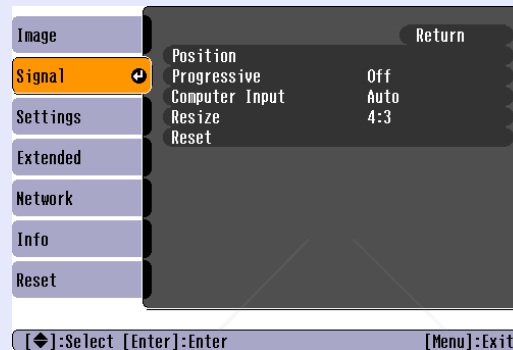 Image
Signal
Settings
Extended
Network
Info
Reset
Return
Position
Progressive Off
Computer Input Auto
Resize 4:3
Reset
[◆]:Select [Enter]:Enter [Menu]:Exit